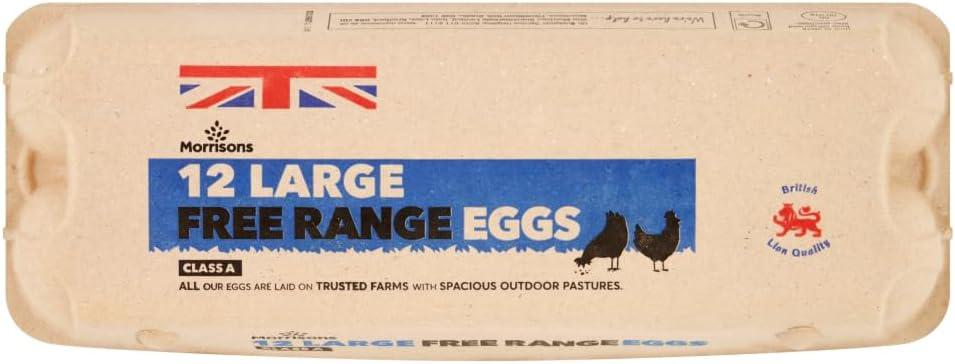 We're here to help...
Morrisons
12 LARGE
FREE RANGE EGGS
CLASS A
ALL OUR EGGS ARE LAID ON TRUSTED FARMS WITH SPACIOUS OUTDOOR PASTURES.
British
Lion Quality
Morrisons
12 LARGE FREE RANGE EGGS